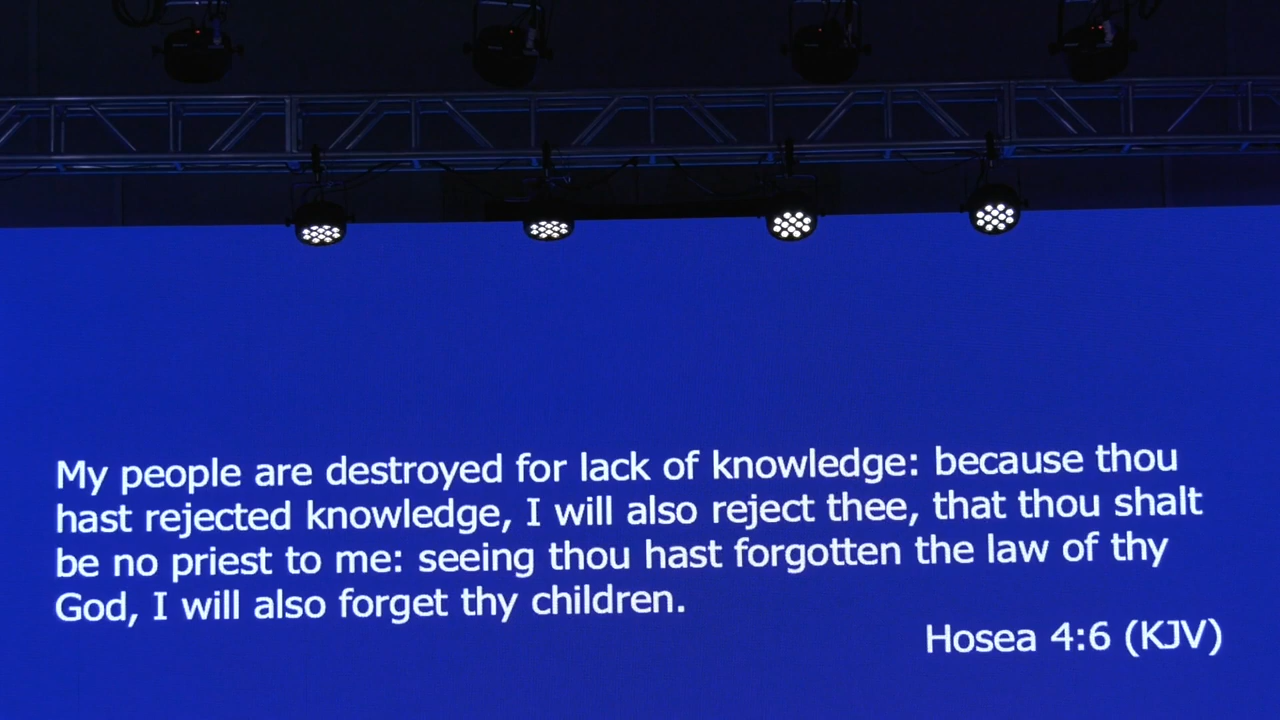 My people are destroyed for lack of knowledge: because thou
hast rejected knowledge, I will also reject thee, that thou shalt
be no priest to me: seeing thou hast forgotten the law of thy
God, I will also forget thy children.
Hosea 4:6 (KJV)